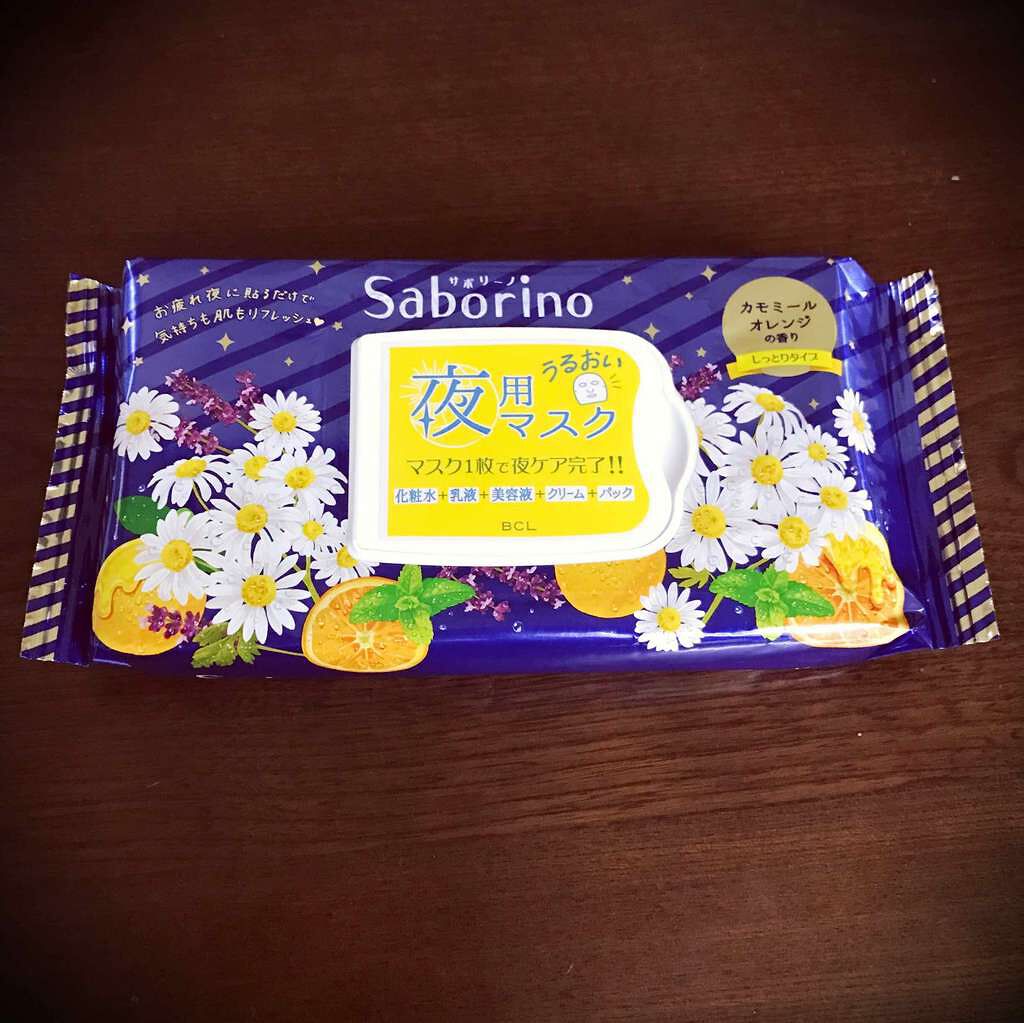 お疲れ夜に貼るだけで
気持ちも肌もリフレッシュ♥
サボリーノ
Saborino
カモミール
オレンジ
の香り
しっとりタイプ
うるおい
夜用
マスク
マスク1枚で夜ケア完了!!
化粧水+乳液+美容液+クリーム+パック
BCL